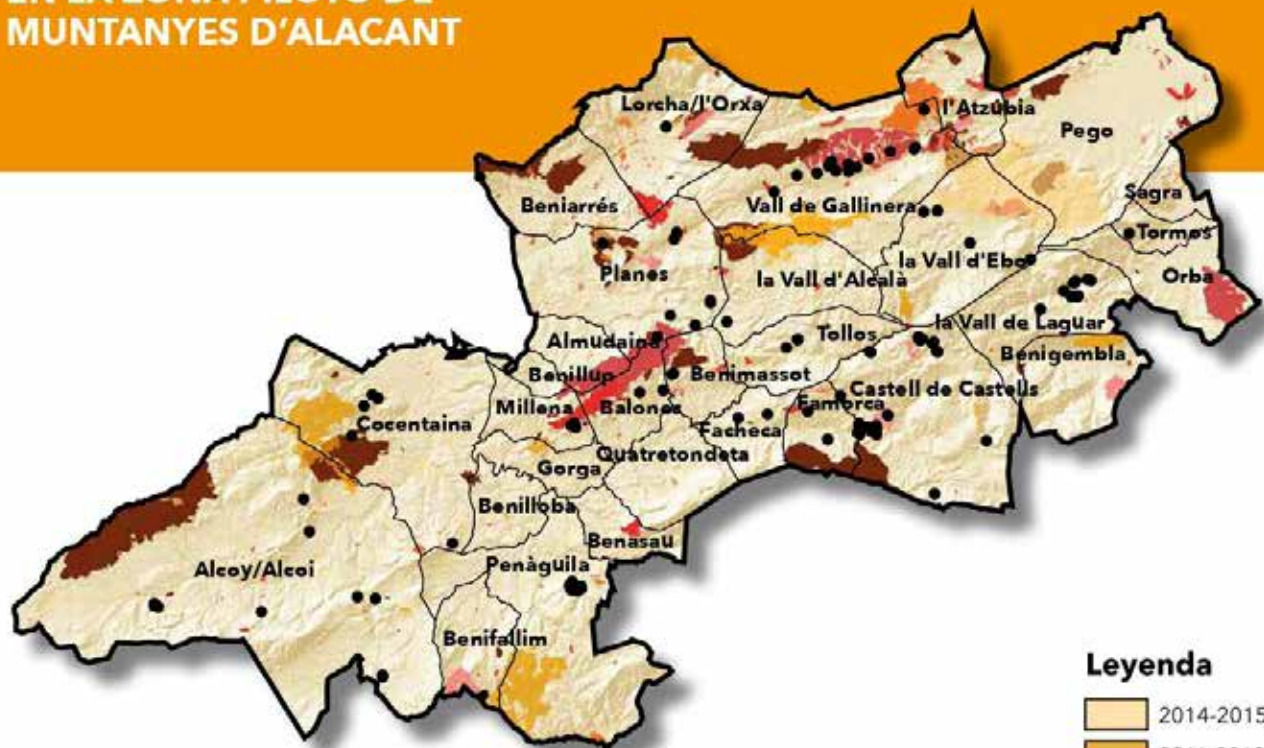 MUNTANYES D'ALACANT
Lorcha/l'Orxa
l'Atzúbia
Pego
Beniarrés
Vall de Gallinera
Sagra
Tormos
Planes
la Vall d'Alcalà
la Vall d'Ebo
Orba
Almudaina
Tollos
la Vall de Laguar
Benigembla
Benillup
Benimassot
Castell de Castells
Millena
Balones
Famorca
Cocentaina
Facheca
Quatretondeta
Gorga
Benilloba
Benasau
Alcoy/Alcoi
Penàguila
Benifallim
Leyenda
2014-2015